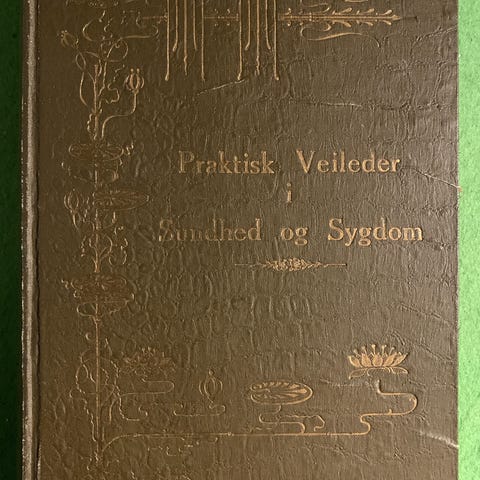 Praktisk Veileder
i
Sundhed og Sygdom